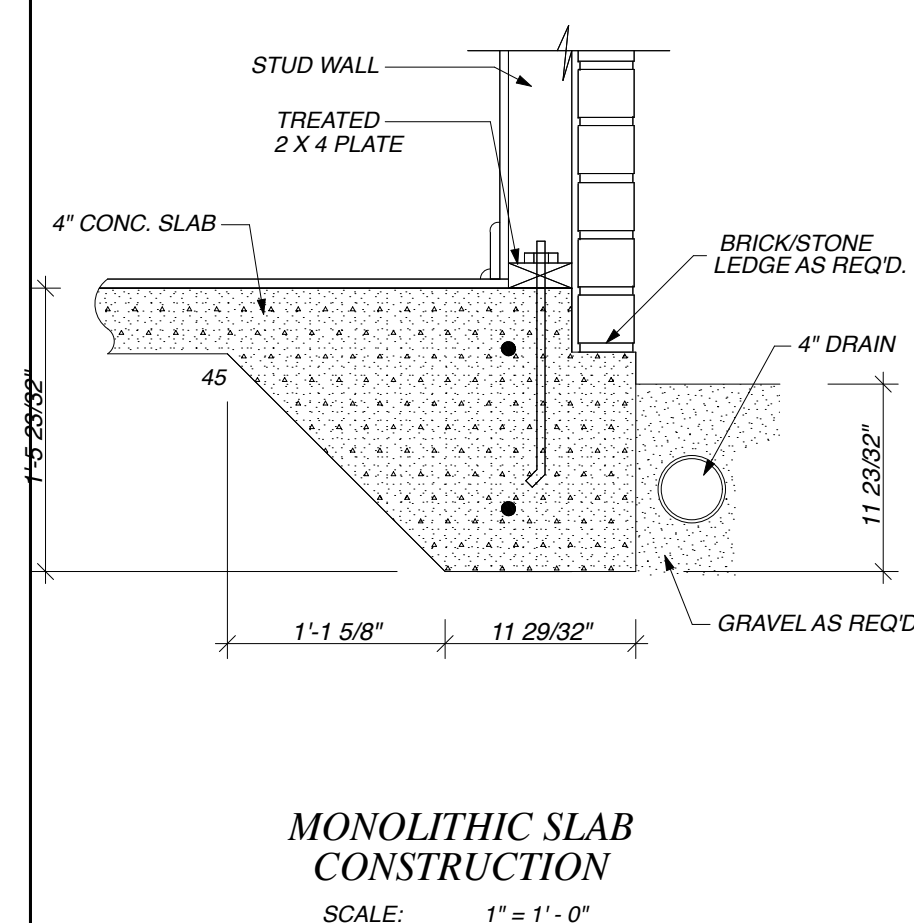 STUD WALL
TREATED
2 X 4 PLATE
4" CONC. SLAB
BRICK/STONE
LEDGE AS REQ'D.
4" DRAIN
45
1'-5 23/32"
11 23/32"
1'-1 5/8"
11 29/32"
GRAVEL AS REQ'D
MONOLITHIC SLAB
CONSTRUCTION
SCALE: 1" = 1' - 0"